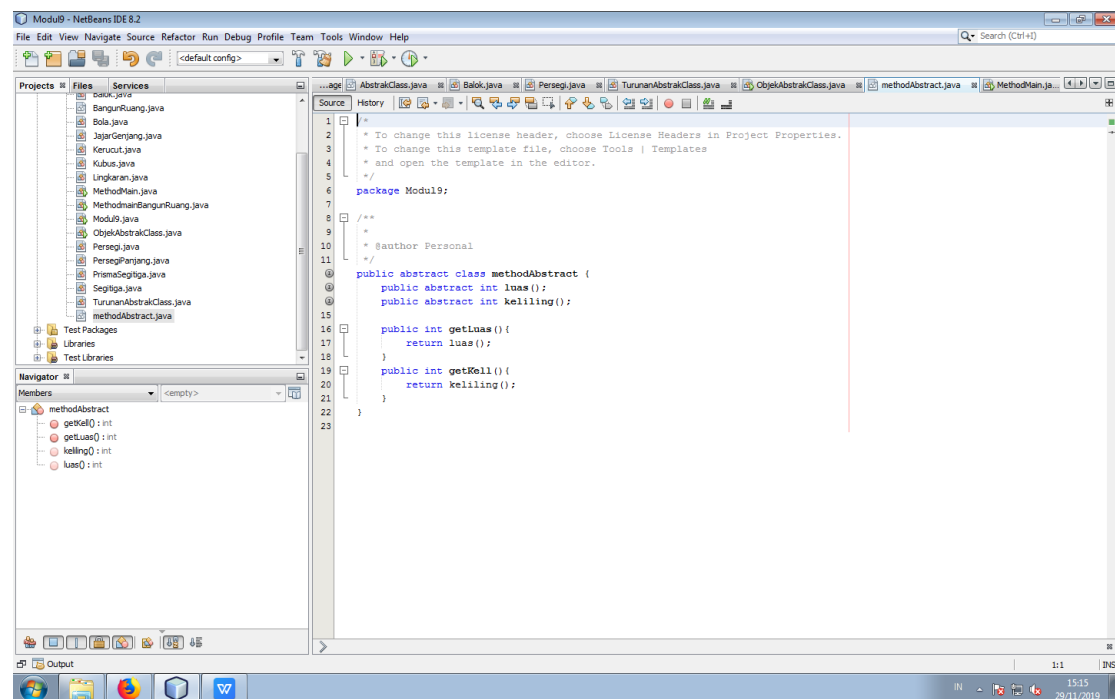 Modul9 - NetBeans IDE 8.2
File Edit View Navigate Source Refactor Run Debug Profile Team Tools Window Help
Search (Ctrl+I)
<default config>
Projects Files Services
Balok.java
BangunRuang.java
Bola.java
JajarGenjang.java
Kerucut.java
Kubus.java
Lingkaran.java
MethodMain.java
MethodmainBangunRuang.java
Modul9.java
ObjekAbstrakClass.java
Persegi.java
PersegiPanjang.java
PrismaSegitiga.java
Segitiga.java
TurunanAbstrakClass.java
methodAbstract.java
Test Packages
Libraries
Test Libraries
Navigator
Members <empty>
methodAbstract
getKell() : int
getLuas() : int
keliling() : int
luas() : int
...age AbstrakClass.java Balok.java Persegi.java TurunanAbstrakClass.java ObjekAbstrakClass.java methodAbstract.java MethodMain.ja...
Source History
1 /*
2 * To change this license header, choose License Headers in Project Properties.
3 * To change this template file, choose Tools | Templates
4 * and open the template in the editor.
5 */
6 package Modul9;
7
8 /**
9 *
10 * @author Personal
11 */
public abstract class methodAbstract {
public abstract int luas();
public abstract int keliling();
15
16 public int getLuas(){
17 return luas();
18 }
19 public int getKell(){
20 return keliling();
21 }
22 }
23
Output
1:1 INS
IN
15:15
29/11/2019